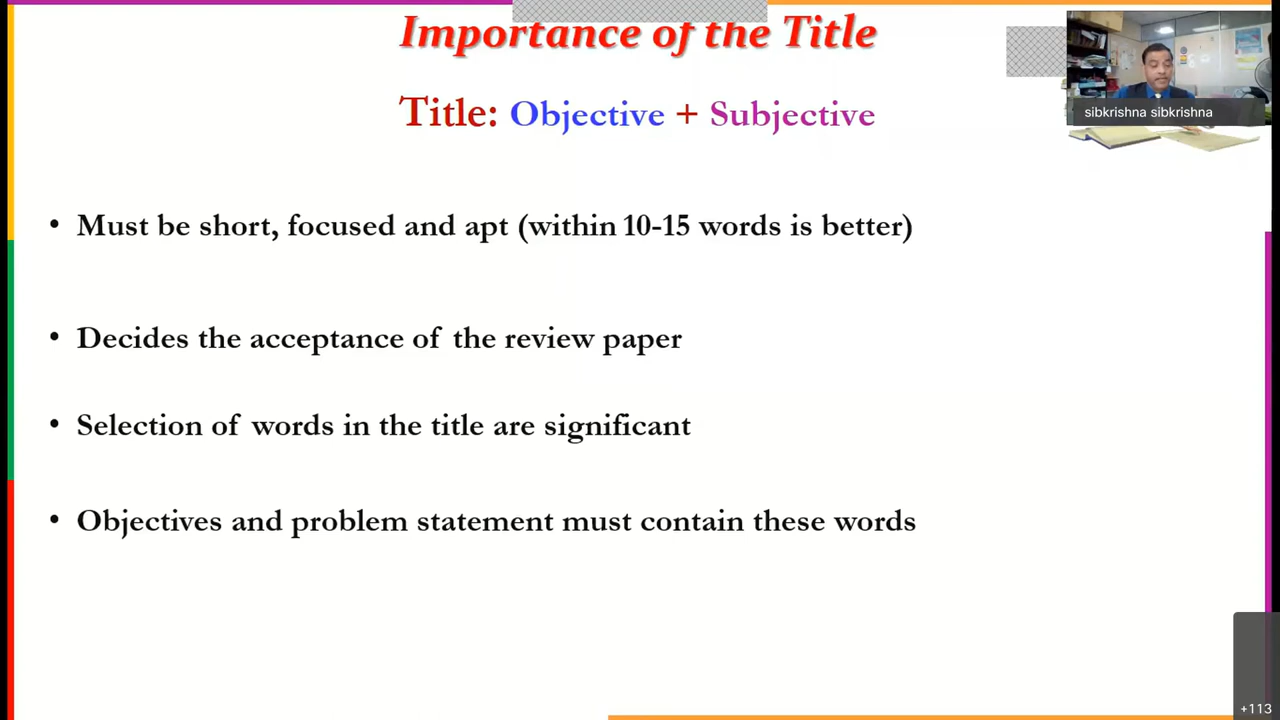 Importance of the Title
Title: Objective + Subjective
sibkrishna sibkrishna
• Must be short, focused and apt (within 10-15 words is better)
• Decides the acceptance of the review paper
• Selection of words in the title are significant
• Objectives and problem statement must contain these words
+113